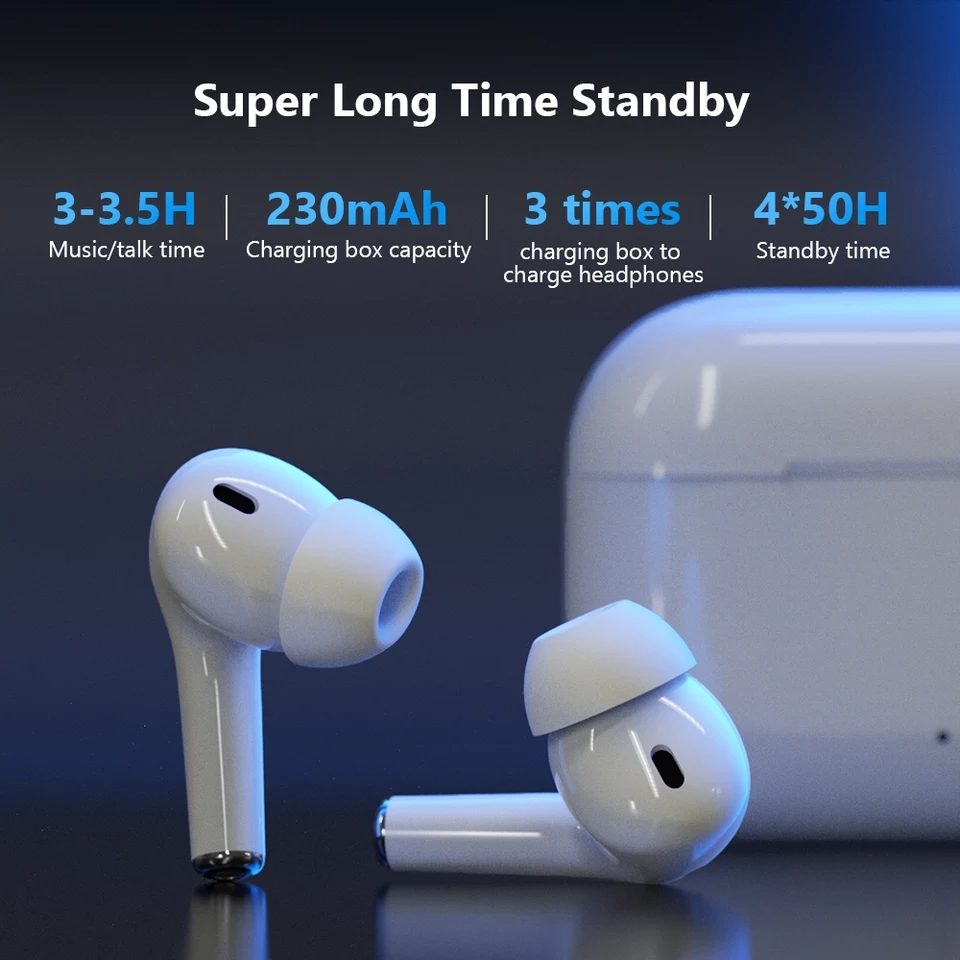 Super Long Time Standby
3-3.5H
Music/talk time
230mAh
Charging box capacity
3 times
charging box to
charge headphones
4*50H
Standby time